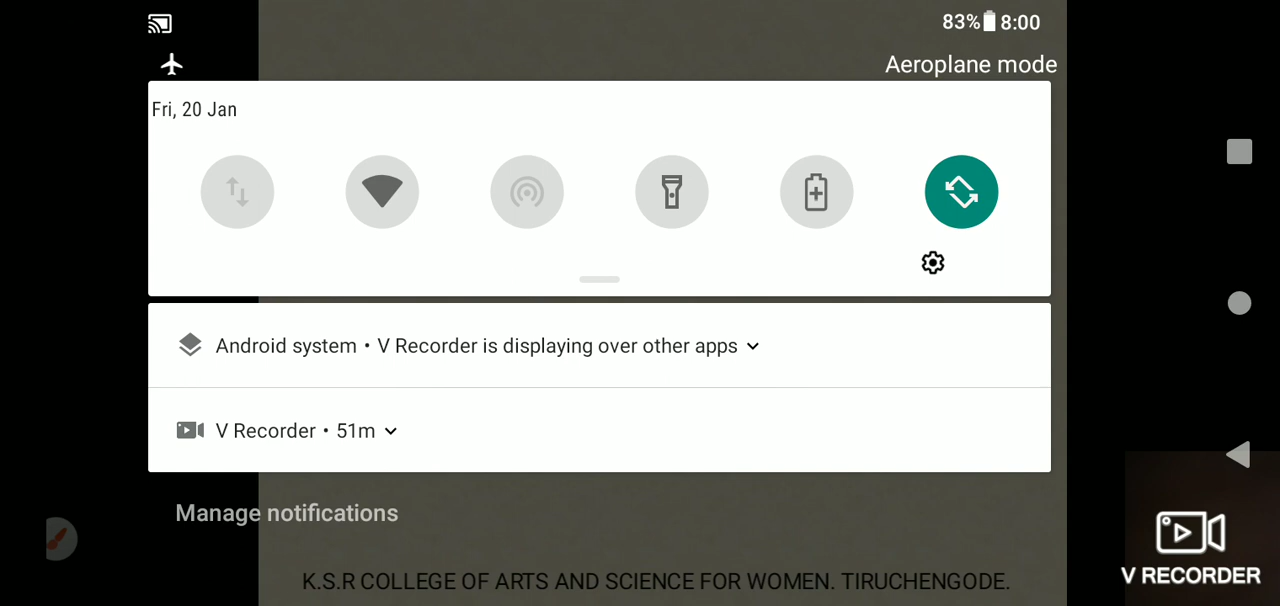 83% 8:00
Aeroplane mode
Fri, 20 Jan
Android system • V Recorder is displaying over other apps
V Recorder • 51m
Manage notifications
V RECORDER
K.S.R COLLEGE OF ARTS AND SCIENCE FOR WOMEN. TIRUCHENGODE.